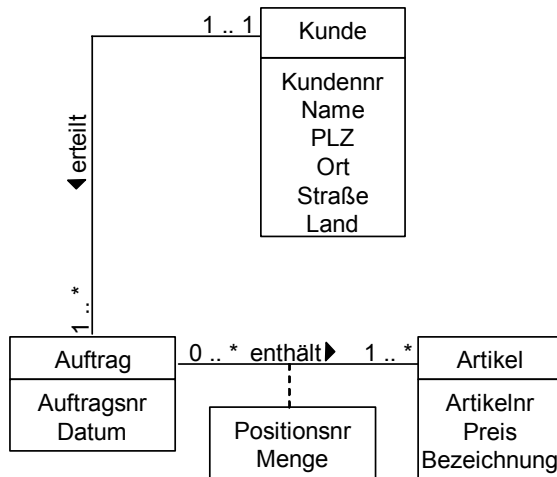 1 .. 1
Kunde
Kundennr
Name
PLZ
Ort
Straße
Land
erteilt
1 .. *
Auftrag
Auftragsnr
Datum
0 .. * enthält 1 .. *
Positionsnr
Menge
Artikel
Artikelnr
Preis
Bezeichnung